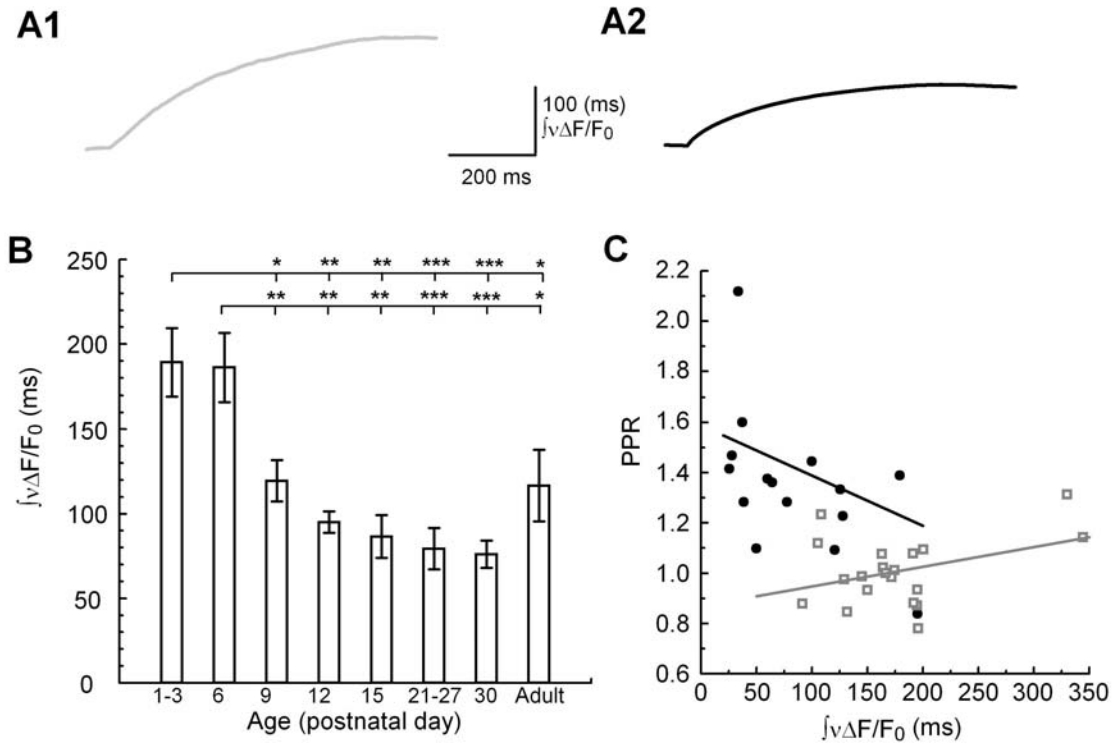 A1
A2
100 (ms)
∫νΔF/F₀
200 ms
B
250
200
150
100
50
0
∫νΔF/F₀ (ms)
* ** ** *** *** *
** ** ** *** *** *
1-3 6 9 12 15 21-27 30 Adult
Age (postnatal day)
C
2.2
2.0
1.8
1.6
1.4
1.2
1.0
0.8
0.6
PPR
0 50 100 150 200 250 300 350
∫νΔF/F₀ (ms)